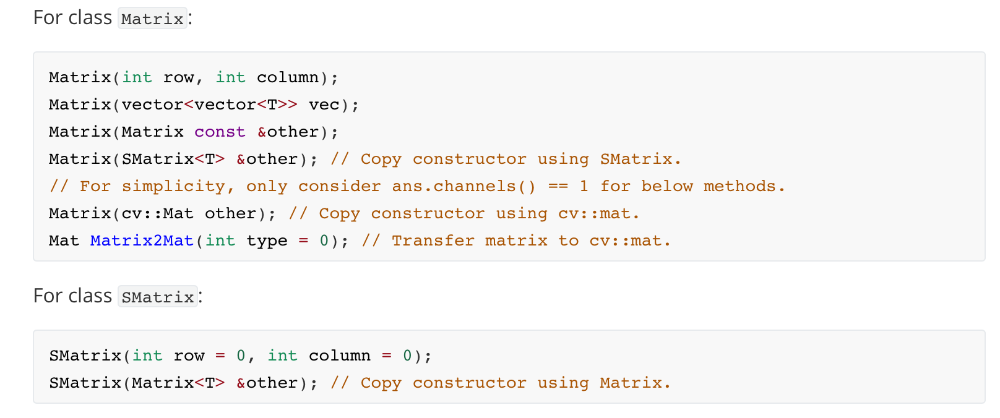 For class Matrix:
Matrix(int row, int column);
Matrix(vector<vector<T>> vec);
Matrix(Matrix const &other);
Matrix(SMatrix<T> &other); // Copy constructor using SMatrix.
// For simplicity, only consider ans.channels() == 1 for below methods.
Matrix(cv::Mat other); // Copy constructor using cv::mat.
Mat Matrix2Mat(int type = 0); // Transfer matrix to cv::mat.
For class SMatrix:
SMatrix(int row = 0, int column = 0);
SMatrix(Matrix<T> &other); // Copy constructor using Matrix.